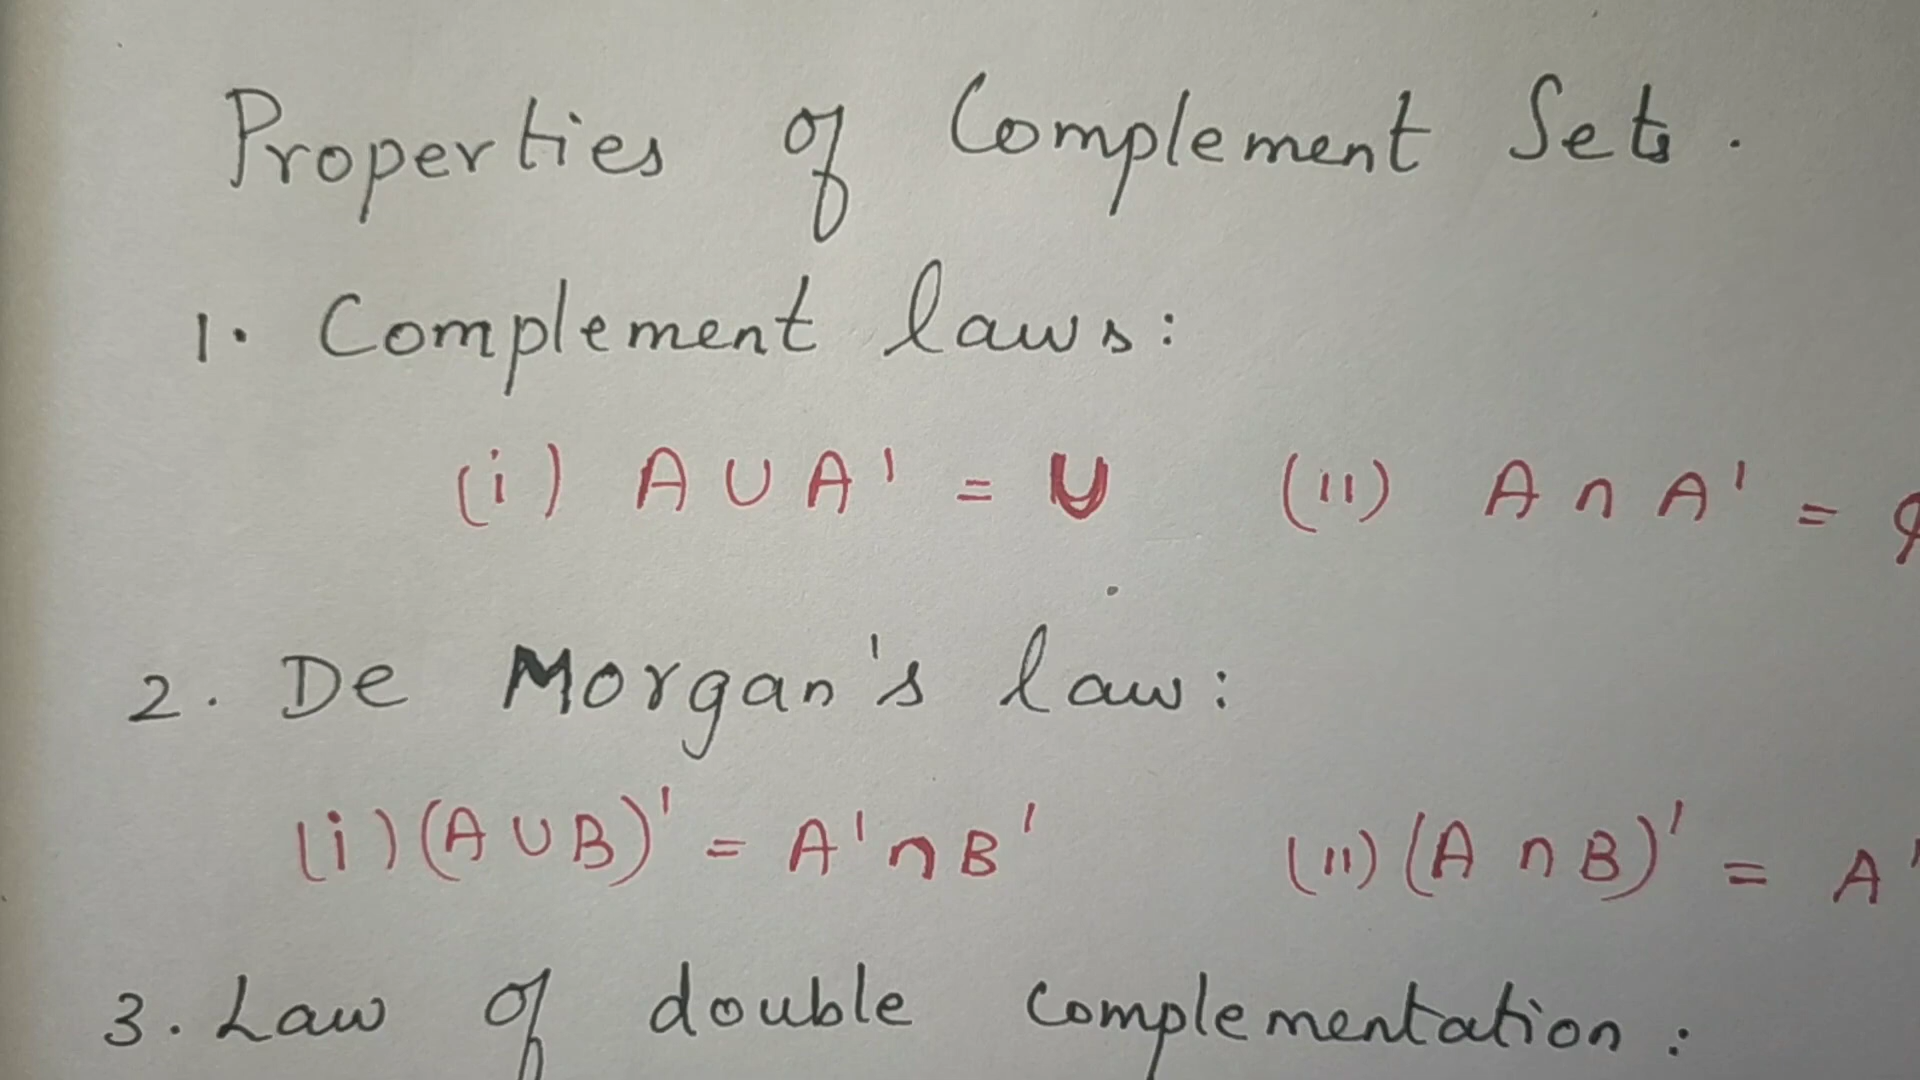 Properties of Complement Sets.
1. Complement laws:
(i) A ∪ A' = U (ii) A ∩ A' = φ
2. De Morgan's law:
(i) (A ∪ B)' = A' ∩ B' (ii) (A ∩ B)' = A'
3. Law of double complementation: